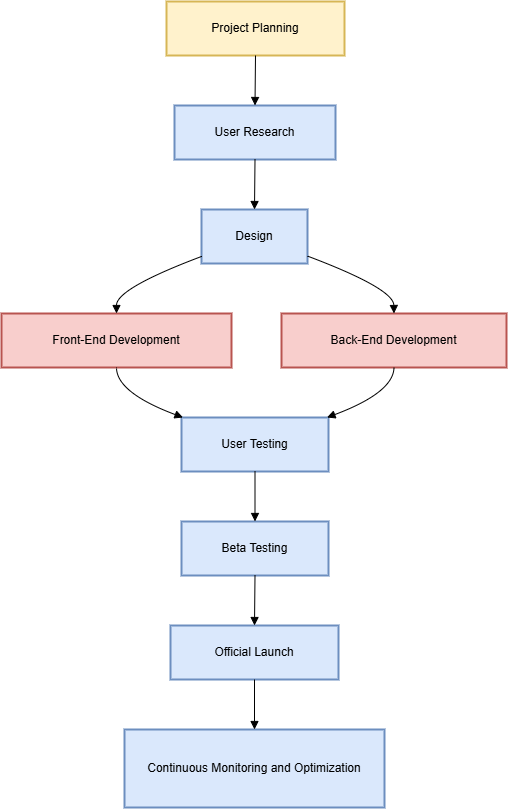 Project Planning
User Research
Design
Front-End Development
Back-End Development
User Testing
Beta Testing
Official Launch
Continuous Monitoring and Optimization